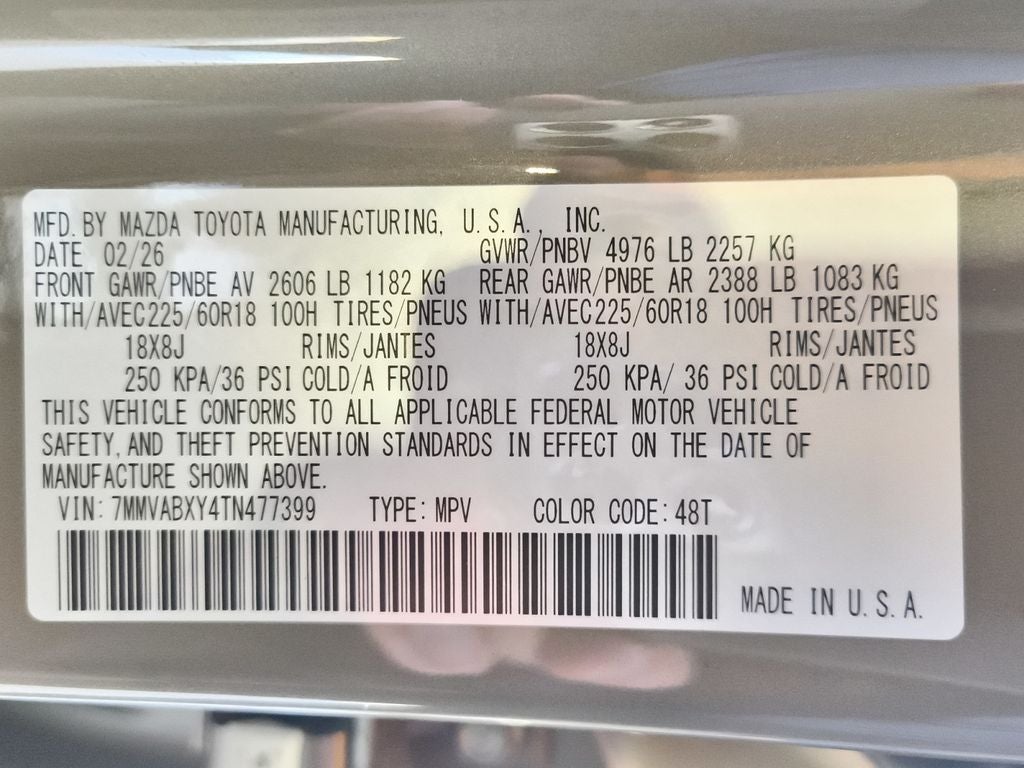 MFD. BY MAZDA TOYOTA MANUFACTURING, U.S.A., INC.
DATE 02/26 GVWR/PNBV 4976 LB 2257 KG
FRONT GAWR/PNBE AV 2606 LB 1182 KG REAR GAWR/PNBE AR 2388 LB 1083 KG
WITH/AVEC225/60R18 100H TIRES/PNEUS WITH/AVEC225/60R18 100H TIRES/PNEUS
18X8J RIMS/JANTES 18X8J RIMS/JANTES
250 KPA/36 PSI COLD/A FROID 250 KPA/ 36 PSI COLD/A FROID
THIS VEHICLE CONFORMS TO ALL APPLICABLE FEDERAL MOTOR VEHICLE
SAFETY, AND THEFT PREVENTION STANDARDS IN EFFECT ON THE DATE OF
MANUFACTURE SHOWN ABOVE.
VIN: 7MMVABXY4TN477399 TYPE: MPV COLOR CODE: 48T
MADE IN U.S.A.